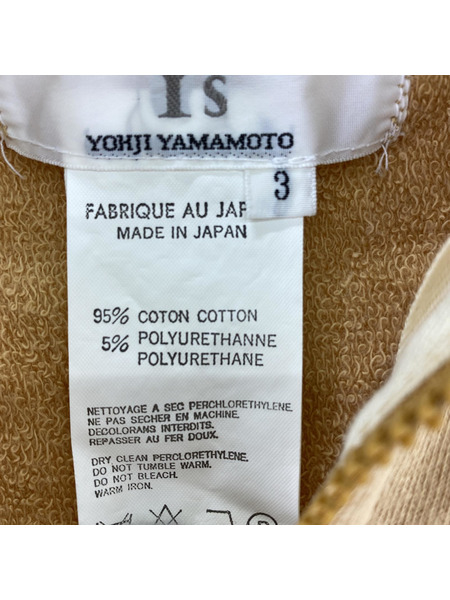 Y's
YOHJI YAMAMOTO
3
FABRIQUE AU JAP
MADE IN JAPAN
95% COTON COTTON
5% POLYURETHANNE
POLYURETHANE
NETTOYAGE A SEC PERCHLORETHYLENE.
NE PAS SECHER EN MACHINE.
DECOLORANS INTERDITS.
REPASSER AU FER DOUX.
DRY CLEAN PERCLORETHYLENE.
DO NOT TUMBLE WARM.
DO NOT BLEACH.
WARM IRON.